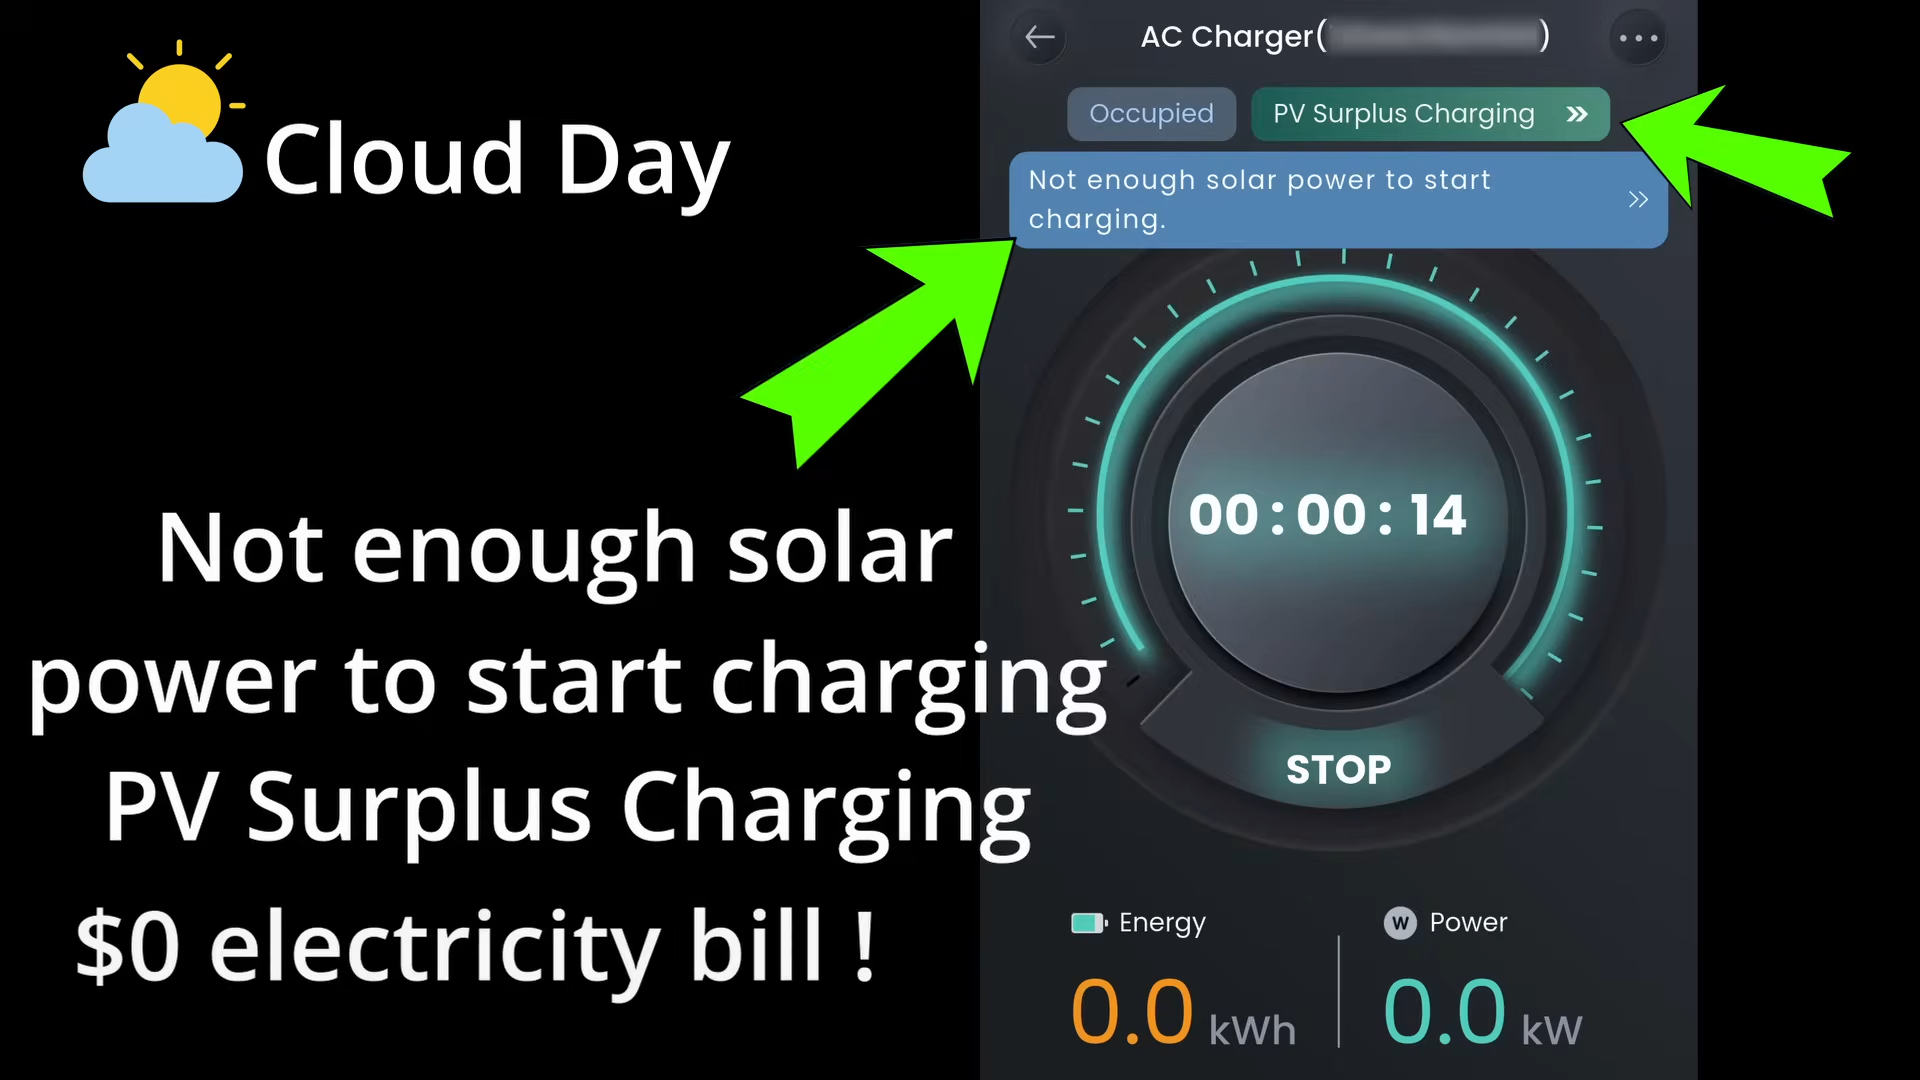 Cloud Day
Not enough solar
power to start charging
PV Surplus Charging
$0 electricity bill !
AC Charger( )
Occupied
PV Surplus Charging »
Not enough solar power to start
charging.
00:00:14
STOP
Energy
0.0 kWh
W Power
0.0 kW